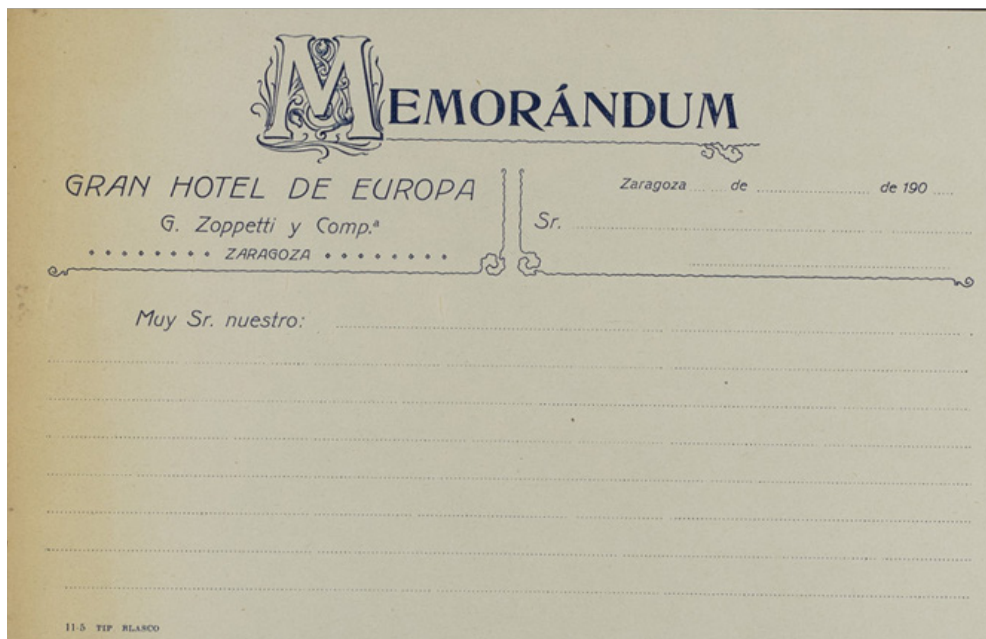 MEMORÁNDUM
GRAN HOTEL DE EUROPA
G. Zoppetti y Comp.ª
ZARAGOZA
Zaragoza de de 190
Sr.
Muy Sr. nuestro:
11-5 TIP BLASCO